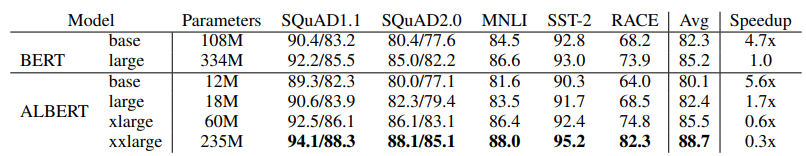 Model Parameters SQuAD1.1 SQuAD2.0 MNLI SST-2 RACE Avg Speedup
base 108M 90.4/83.2 80.4/77.6 84.5 92.8 68.2 82.3 4.7x
BERT large 334M 92.2/85.5 85.0/82.2 86.6 93.0 73.9 85.2 1.0
base 12M 89.3/82.3 80.0/77.1 81.6 90.3 64.0 80.1 5.6x
ALBERT large 18M 90.6/83.9 82.3/79.4 83.5 91.7 68.5 82.4 1.7x
xlarge 60M 92.5/86.1 86.1/83.1 86.4 92.4 74.8 85.5 0.6x
xxlarge 235M 94.1/88.3 88.1/85.1 88.0 95.2 82.3 88.7 0.3x